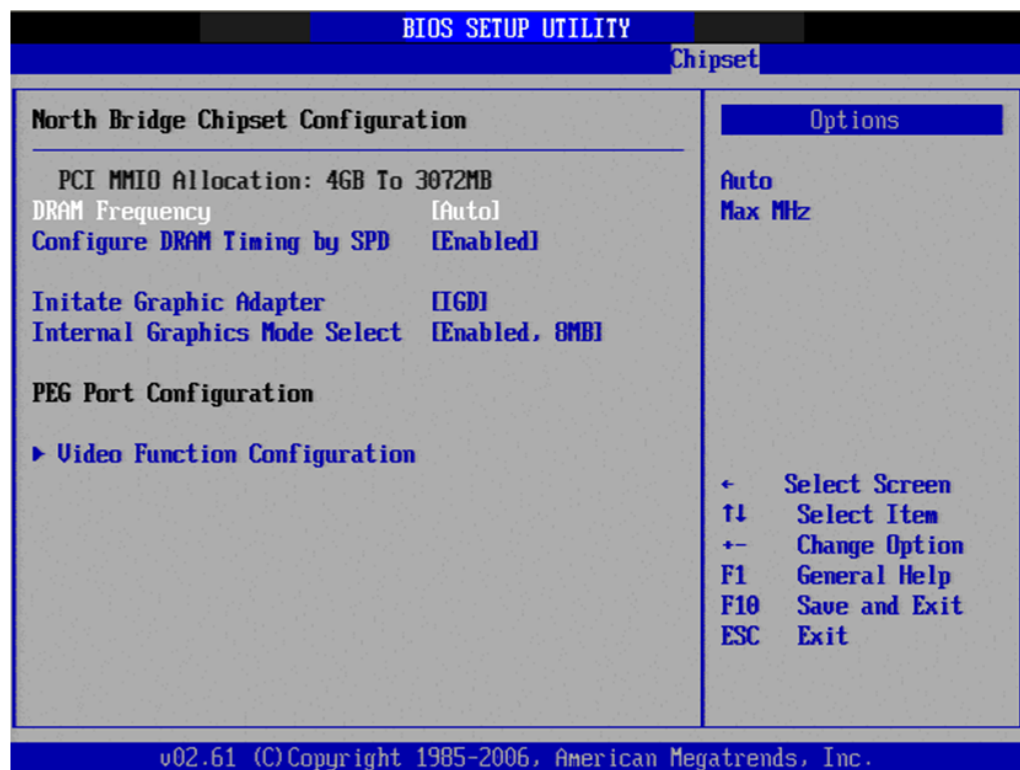 BIOS SETUP UTILITY
Chipset
North Bridge Chipset Configuration
PCI MMIO Allocation: 4GB To 3072MB
DRAM Frequency [Auto]
Configure DRAM Timing by SPD [Enabled]
Initate Graphic Adapter [IGD]
Internal Graphics Mode Select [Enabled, 8MB]
PEG Port Configuration
▶ Video Function Configuration
Options
Auto
Max MHz
← Select Screen
↑↓ Select Item
+- Change Option
F1 General Help
F10 Save and Exit
ESC Exit
v02.61 (C)Copyright 1985-2006, American Megatrends, Inc.